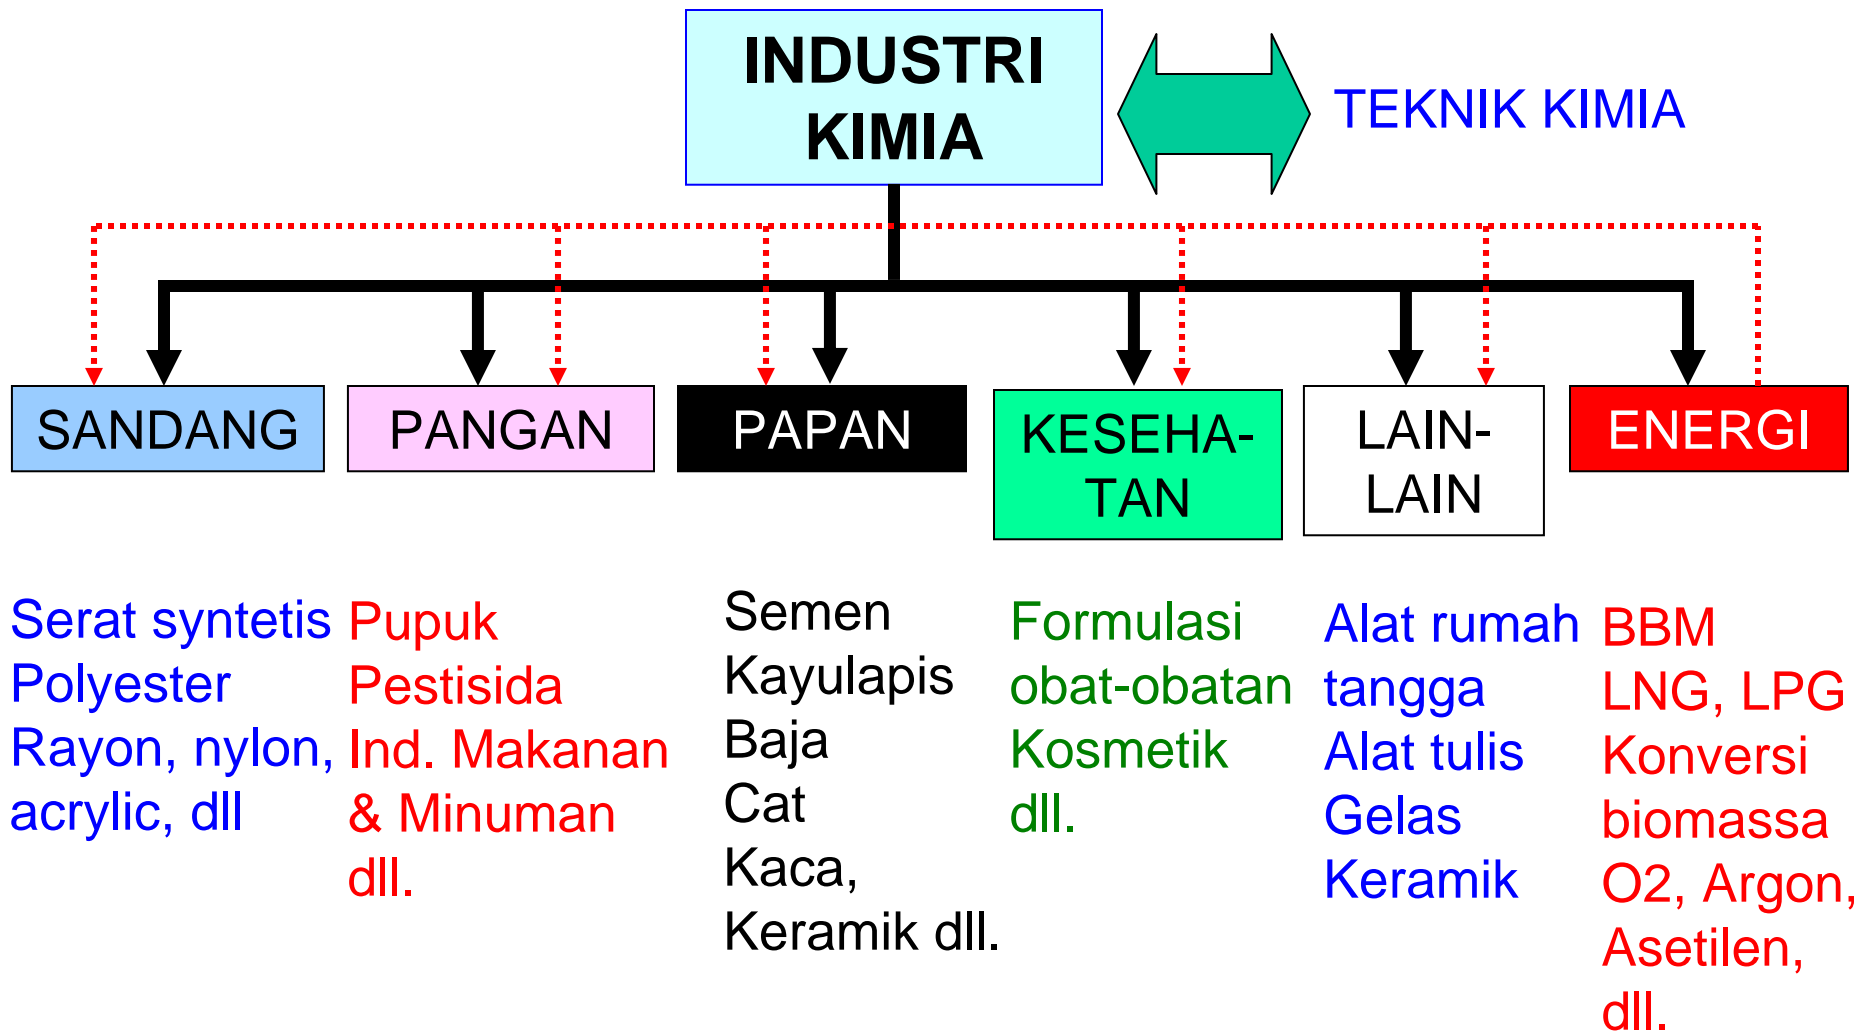 INDUSTRI
KIMIA
TEKNIK KIMIA
SANDANG
PANGAN
PAPAN
KESEHA-
TAN
LAIN-
LAIN
ENERGI
Serat syntetis
Polyester
Rayon, nylon,
acrylic, dll
Pupuk
Pestisida
Ind. Makanan
& Minuman
dll.
Semen
Kayulapis
Baja
Cat
Kaca,
Keramik dll.
Formulasi
obat-obatan
Kosmetik
dll.
Alat rumah
tangga
Alat tulis
Gelas
Keramik
BBM
LNG, LPG
Konversi
biomassa
O2, Argon,
Asetilen,
dll.